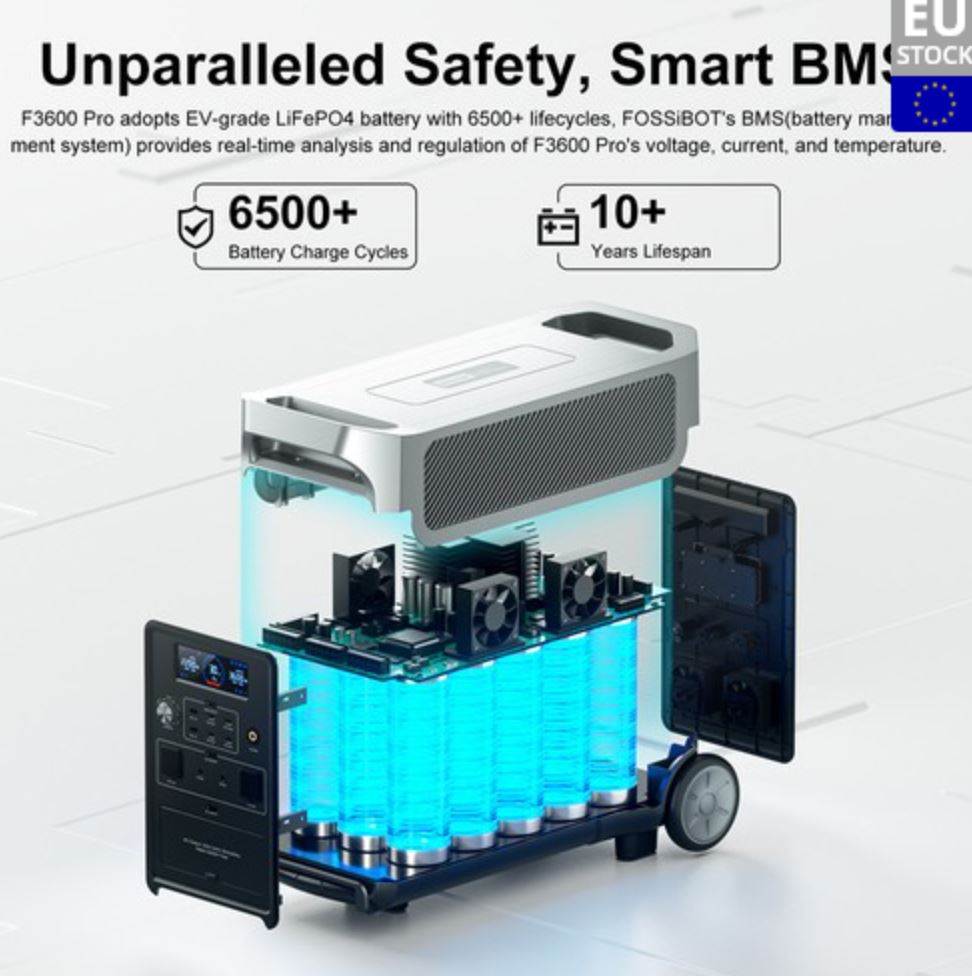 EU
STOCK
Unparalleled Safety, Smart BMS
F3600 Pro adopts EV-grade LiFePO4 battery with 6500+ lifecycles, FOSSiBOT's BMS(battery
ment system) provides real-time analysis and regulation of F3600 Pro's voltage, current, and temperature.
6500+
Battery Charge Cycles
10+
Years Lifespan